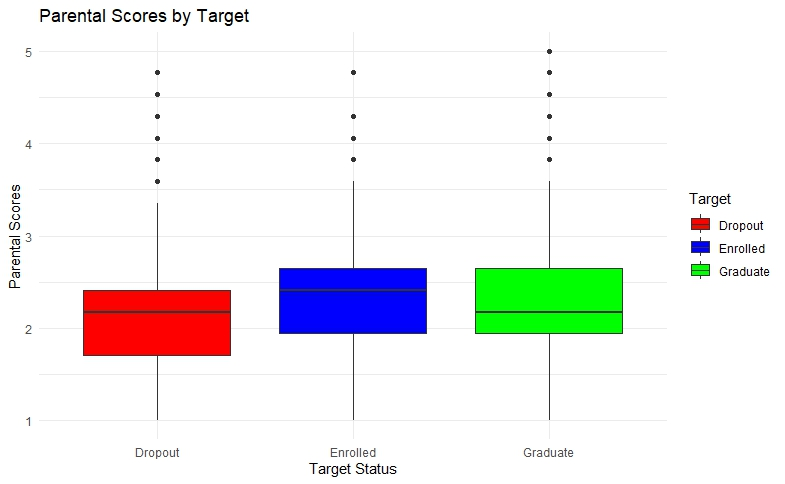 Parental Scores by Target
5
4
3
2
1
Parental Scores
Dropout
Enrolled
Graduate
Target Status
Target
Dropout
Enrolled
Graduate